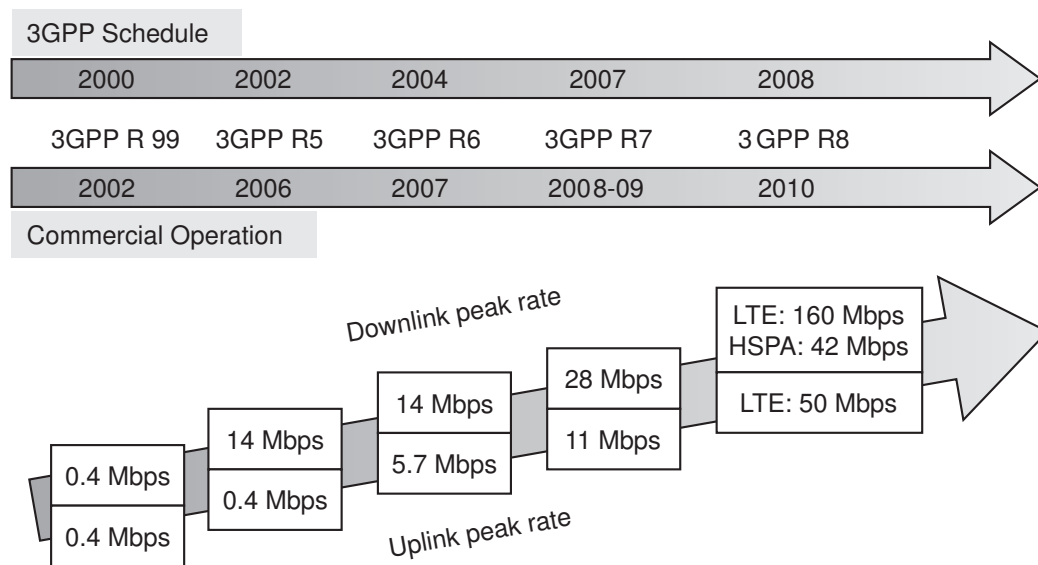 3GPP Schedule
2000 2002 2004 2007 2008
3GPP R 99 3GPP R5 3GPP R6 3GPP R7 3GPP R8
2002 2006 2007 2008-09 2010
Commercial Operation
Downlink peak rate
LTE: 160 Mbps
HSPA: 42 Mbps
LTE: 50 Mbps
28 Mbps
11 Mbps
14 Mbps
5.7 Mbps
14 Mbps
0.4 Mbps
0.4 Mbps
0.4 Mbps
Uplink peak rate